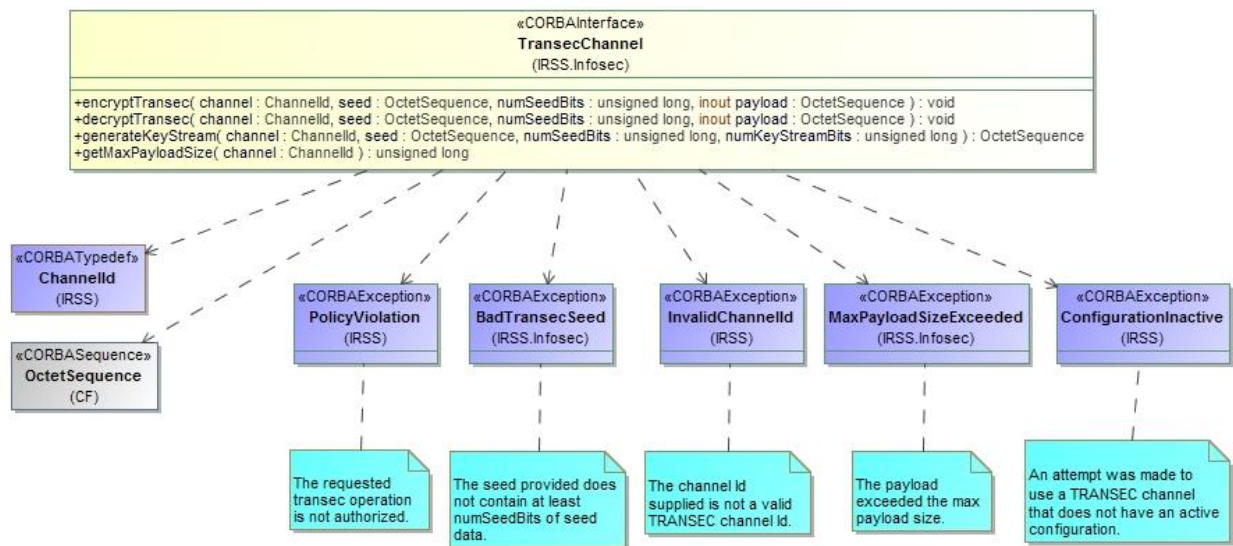 «CORBAInterface»
TransecChannel
(IRSS.Infosec)
+encryptTransec( channel : ChannelId, seed : OctetSequence, numSeedBits : unsigned long, inout payload : OctetSequence ) : void
+decryptTransec( channel : ChannelId, seed : OctetSequence, numSeedBits : unsigned long, inout payload : OctetSequence ) : void
+generateKeyStream( channel : ChannelId, seed : OctetSequence, numSeedBits : unsigned long, numKeyStreamBits : unsigned long ) : OctetSequence
+getMaxPayloadSize( channel : ChannelId ) : unsigned long
«CORBATypedef»
ChannelId
(IRSS)
«CORBASequence»
OctetSequence
(CF)
«CORBAException»
PolicyViolation
(IRSS)
«CORBAException»
BadTransecSeed
(IRSS.Infosec)
«CORBAException»
InvalidChannelId
(IRSS)
«CORBAException»
MaxPayloadSizeExceeded
(IRSS.Infosec)
«CORBAException»
ConfigurationInactive
(IRSS)
The requested
transec operation
is not authorized.
The seed provided does
not contain at least
numSeedBits of seed
data.
The channel Id
supplied is not a valid
TRANSEC channel Id.
The payload
exceeded the max
payload size.
An attempt was made to
use a TRANSEC channel
that does not have an active
configuration.